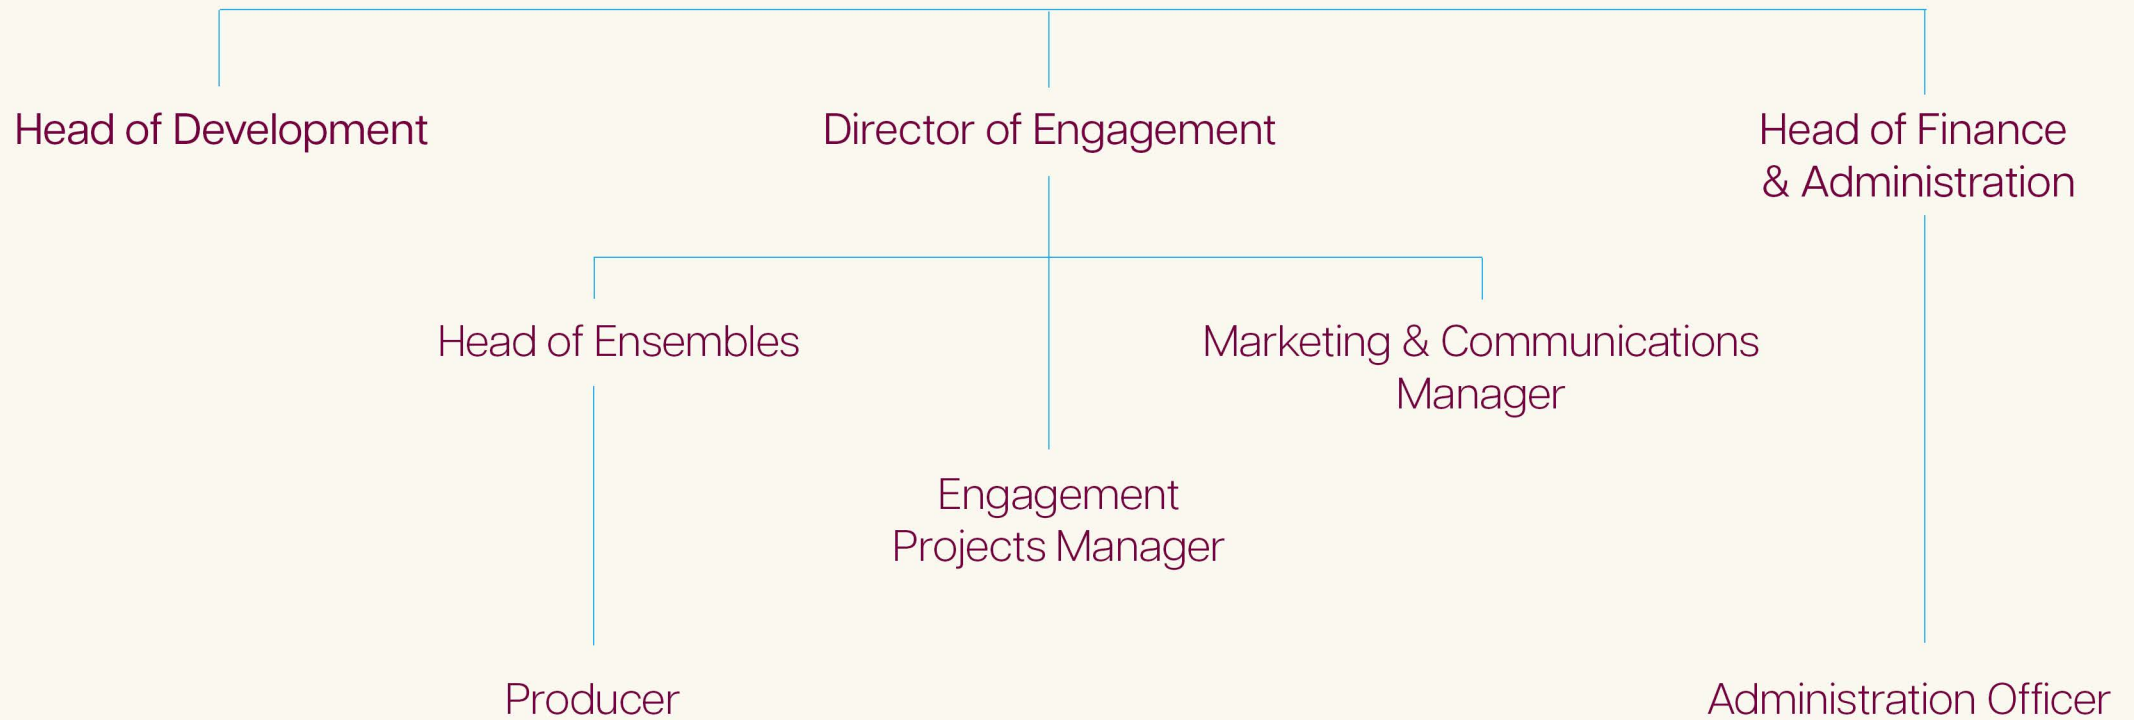 Head of Development
Director of Engagement
Head of Finance
& Administration
Head of Ensembles
Marketing & Communications
Manager
Engagement
Projects Manager
Producer
Administration Officer